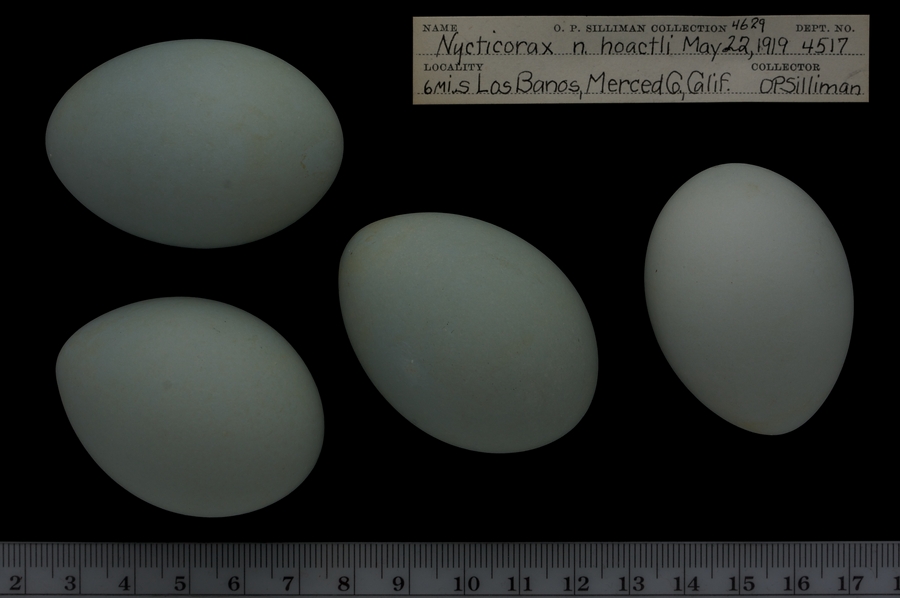 NAME O. P. SILLIMAN COLLECTION 4629 DEPT. NO.
Nycticorax n. hoactli May 22, 1919 4517
LOCALITY COLLECTOR
6 mi. s Los Banos, Merced Co, Calif. OPSilliman
2 3 4 5 6 7 8 9 10 11 12 13 14 15 16 17